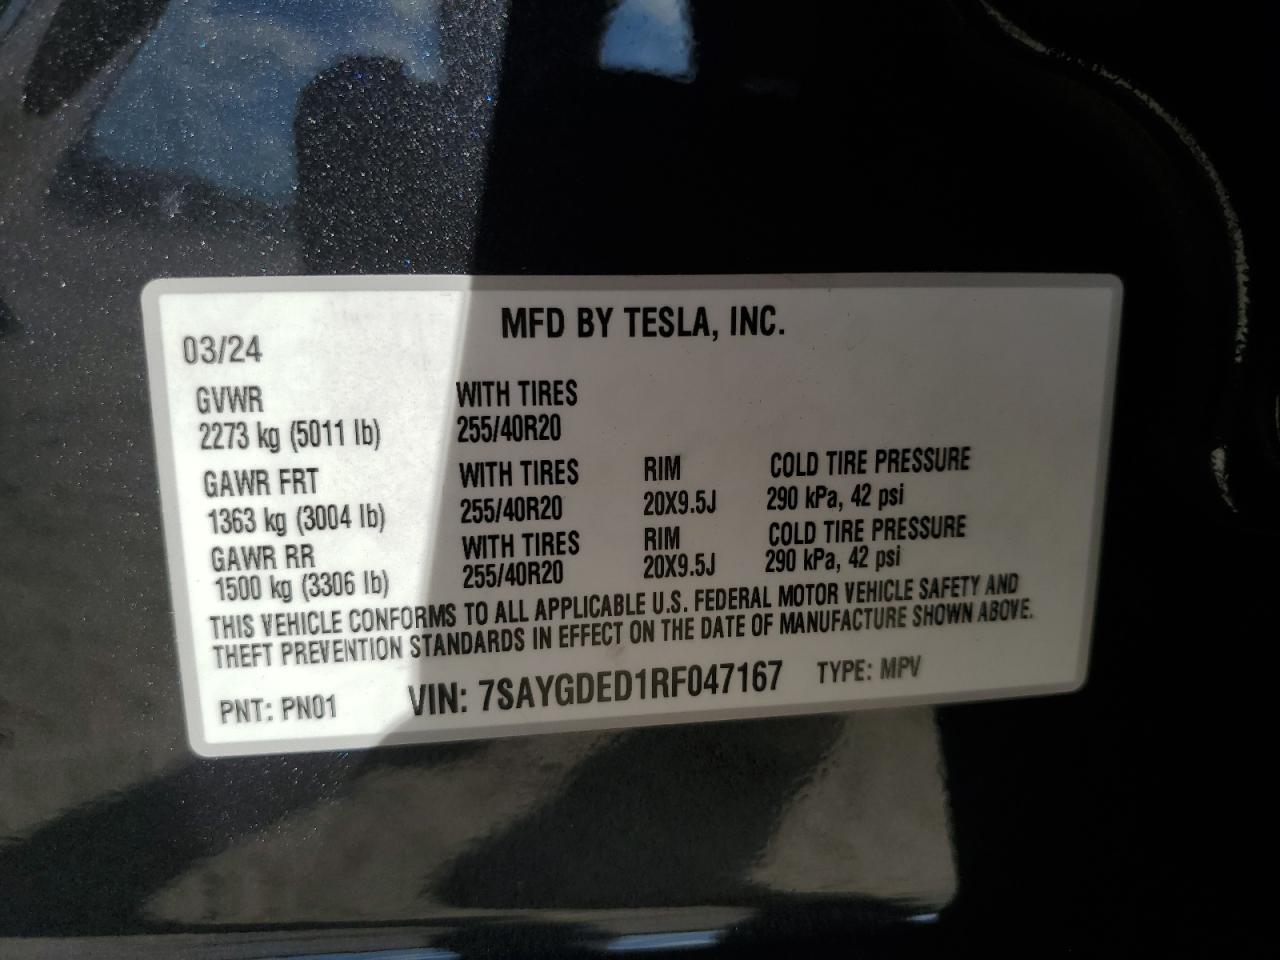 MFD BY TESLA, INC.
03/24
GVWR WITH TIRES
2273 kg (5011 lb) 255/40R20
GAWR FRT WITH TIRES RIM COLD TIRE PRESSURE
1363 kg (3004 lb) 255/40R20 20X9.5J 290 kPa, 42 psi
GAWR RR WITH TIRES RIM COLD TIRE PRESSURE
1500 kg (3306 lb) 255/40R20 20X9.5J 290 kPa, 42 psi
THIS VEHICLE CONFORMS TO ALL APPLICABLE U.S. FEDERAL MOTOR VEHICLE SAFETY AND
THEFT PREVENTION STANDARDS IN EFFECT ON THE DATE OF MANUFACTURE SHOWN ABOVE.
PNT: PN01 VIN: 7SAYGDED1RF047167 TYPE: MPV